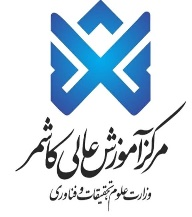 مرکز آموزش عالی کاشمر
وزارت علوم تحقیقات و فناوری